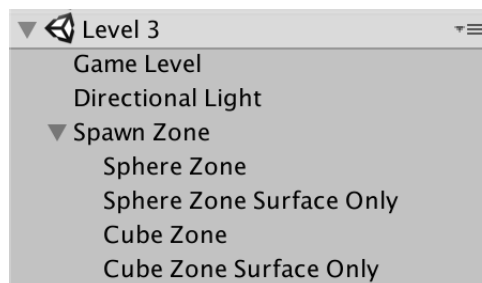 Level 3
Game Level
Directional Light
Spawn Zone
Sphere Zone
Sphere Zone Surface Only
Cube Zone
Cube Zone Surface Only